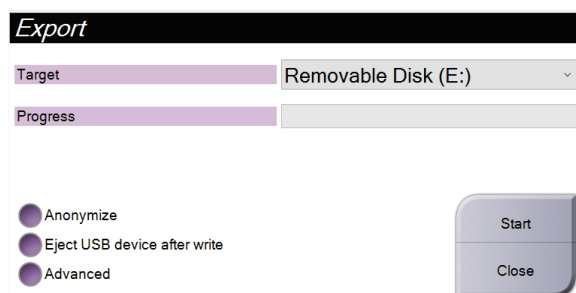 Export
Target
Removable Disk (E:)
Progress
Anonymize
Eject USB device after write
Advanced
Start
Close